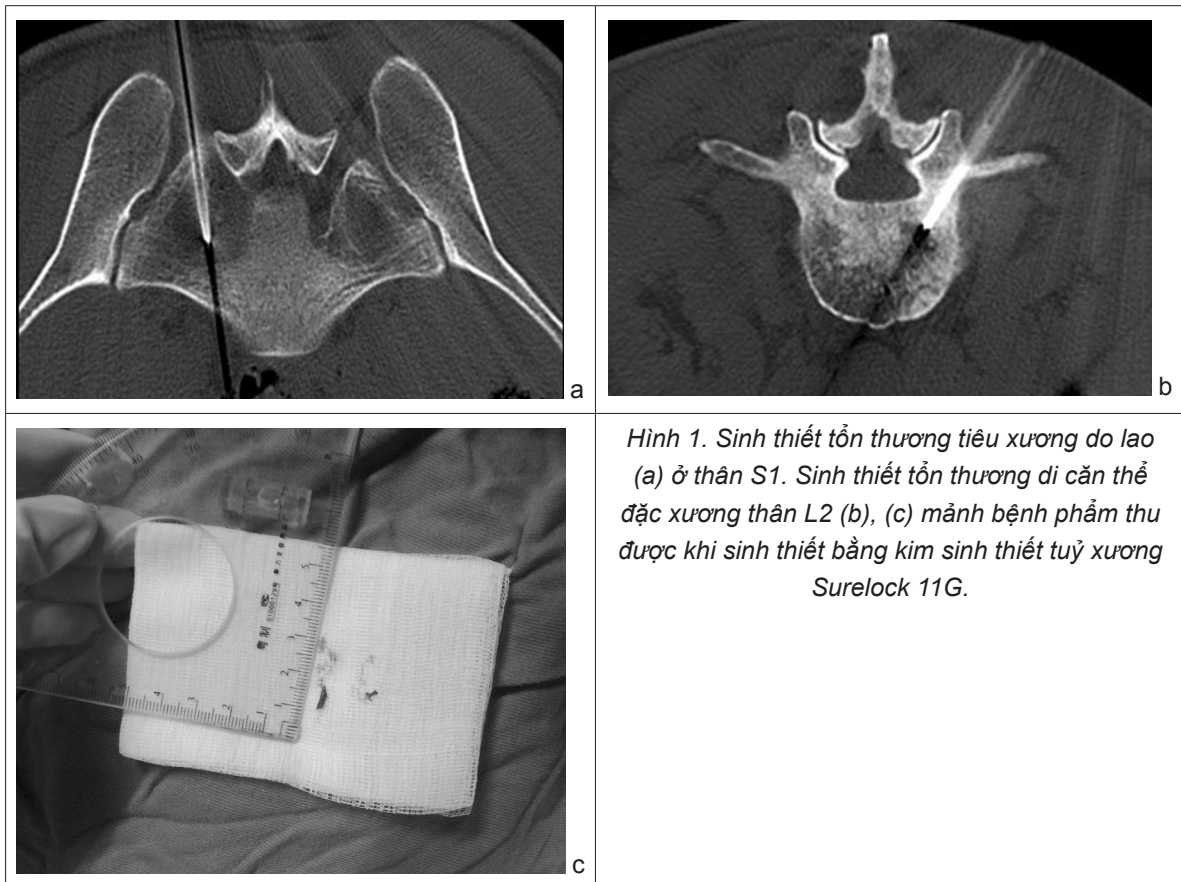 a
b
Hình 1. Sinh thiết tổn thương tiêu xương do lao
(a) ở thân S1. Sinh thiết tổn thương di căn thể
đặc xương thân L2 (b), (c) mảnh bệnh phẩm thu
được khi sinh thiết bằng kim sinh thiết tuỷ xương
Surelock 11G.
c